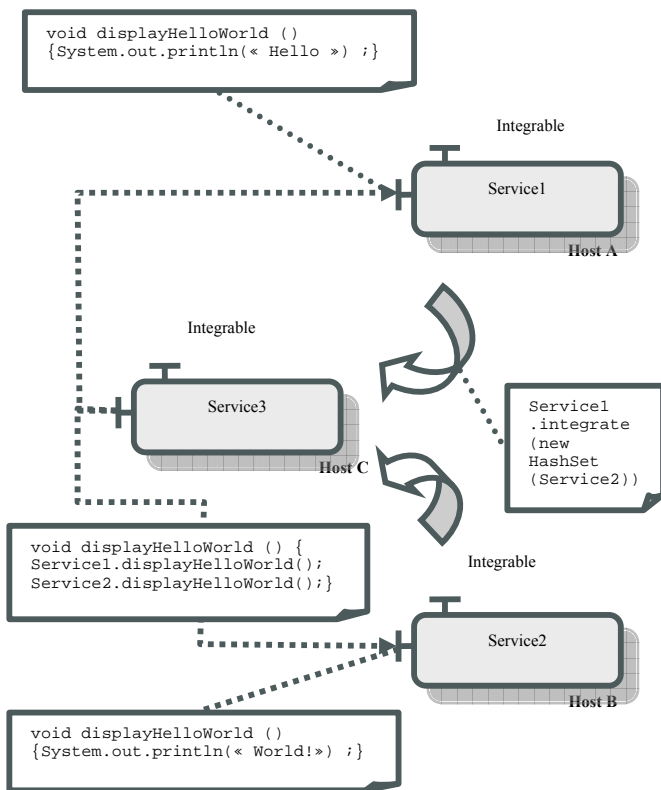 void displayHelloWorld ()
{System.out.println(« Hello ») ;}
Integrable
Service1
Host A
Integrable
Service3
Host C
Service1
.integrate
(new
HashSet
(Service2))
void displayHelloWorld () {
Service1.displayHelloWorld();
Service2.displayHelloWorld();}
Integrable
Service2
Host B
void displayHelloWorld ()
{System.out.println(« World!») ;}